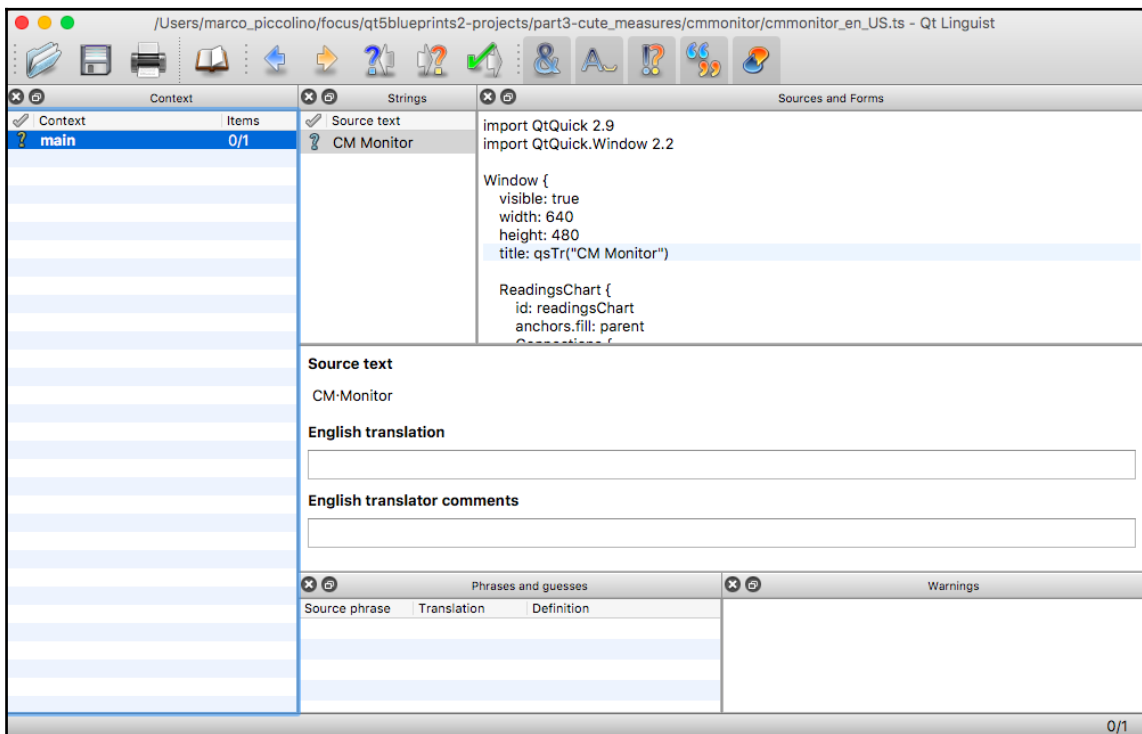 /Users/marco_piccolino/focus/qt5blueprints2-projects/part3-cute_measures/cmmonitor/cmmonitor_en_US.ts - Qt Linguist
Context
Context Items
main 0/1
Strings
Source text
CM Monitor
Sources and Forms
import QtQuick 2.9
import QtQuick.Window 2.2
Window {
visible: true
width: 640
height: 480
title: qsTr("CM Monitor")
ReadingsChart {
id: readingsChart
anchors.fill: parent
Source text
CM·Monitor
English translation
English translator comments
Phrases and guesses
Source phrase Translation Definition
Warnings
0/1